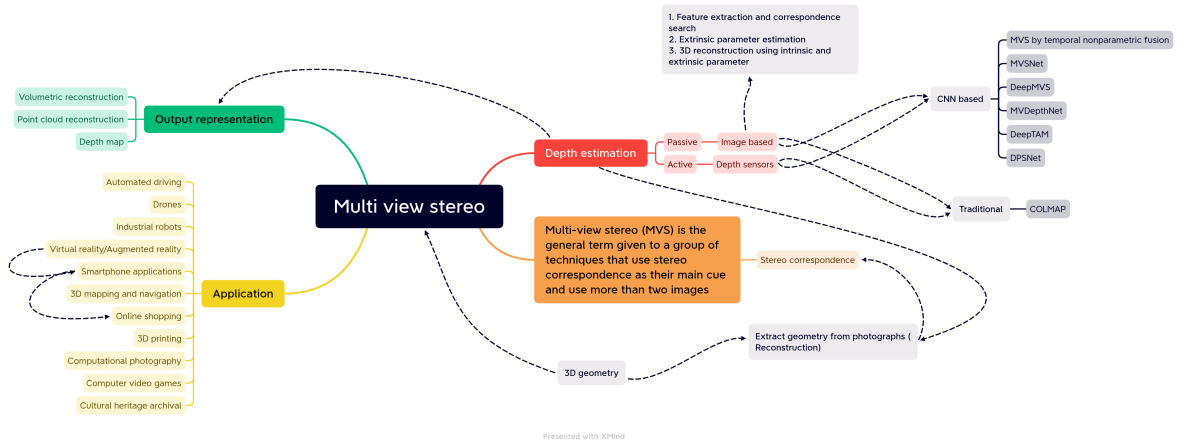 1. Feature extraction and correspondence
search
2. Extrinsic parameter estimation
3. 3D reconstruction using intrinsic and
extrinsic parameter
MVS by temporal nonparametric fusion
MVSNet
DeepMVS
MVDepthNet
DeepTAM
DPSNet
CNN based
Traditional
COLMAP
Volumetric reconstruction
Point cloud reconstruction
Depth map
Output representation
Depth estimation
Passive
Image based
Active
Depth sensors
Multi view stereo
Multi-view stereo (MVS) is the
general term given to a group of
techniques that use stereo
correspondence as their main cue
and use more than two images
Stereo correspondence
Automated driving
Drones
Industrial robots
Virtual reality/Augmented reality
Smartphone applications
3D mapping and navigation
Online shopping
3D printing
Computational photography
Computer video games
Cultural heritage archival
Application
Extract geometry from photographs (
Reconstruction)
3D geometry
Presented with XMind